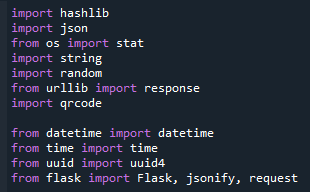 import hashlib
import json
from os import stat
import string
import random
from urllib import response
import qrcode
from datetime import datetime
from time import time
from uuid import uuid4
from flask import Flask, jsonify, request